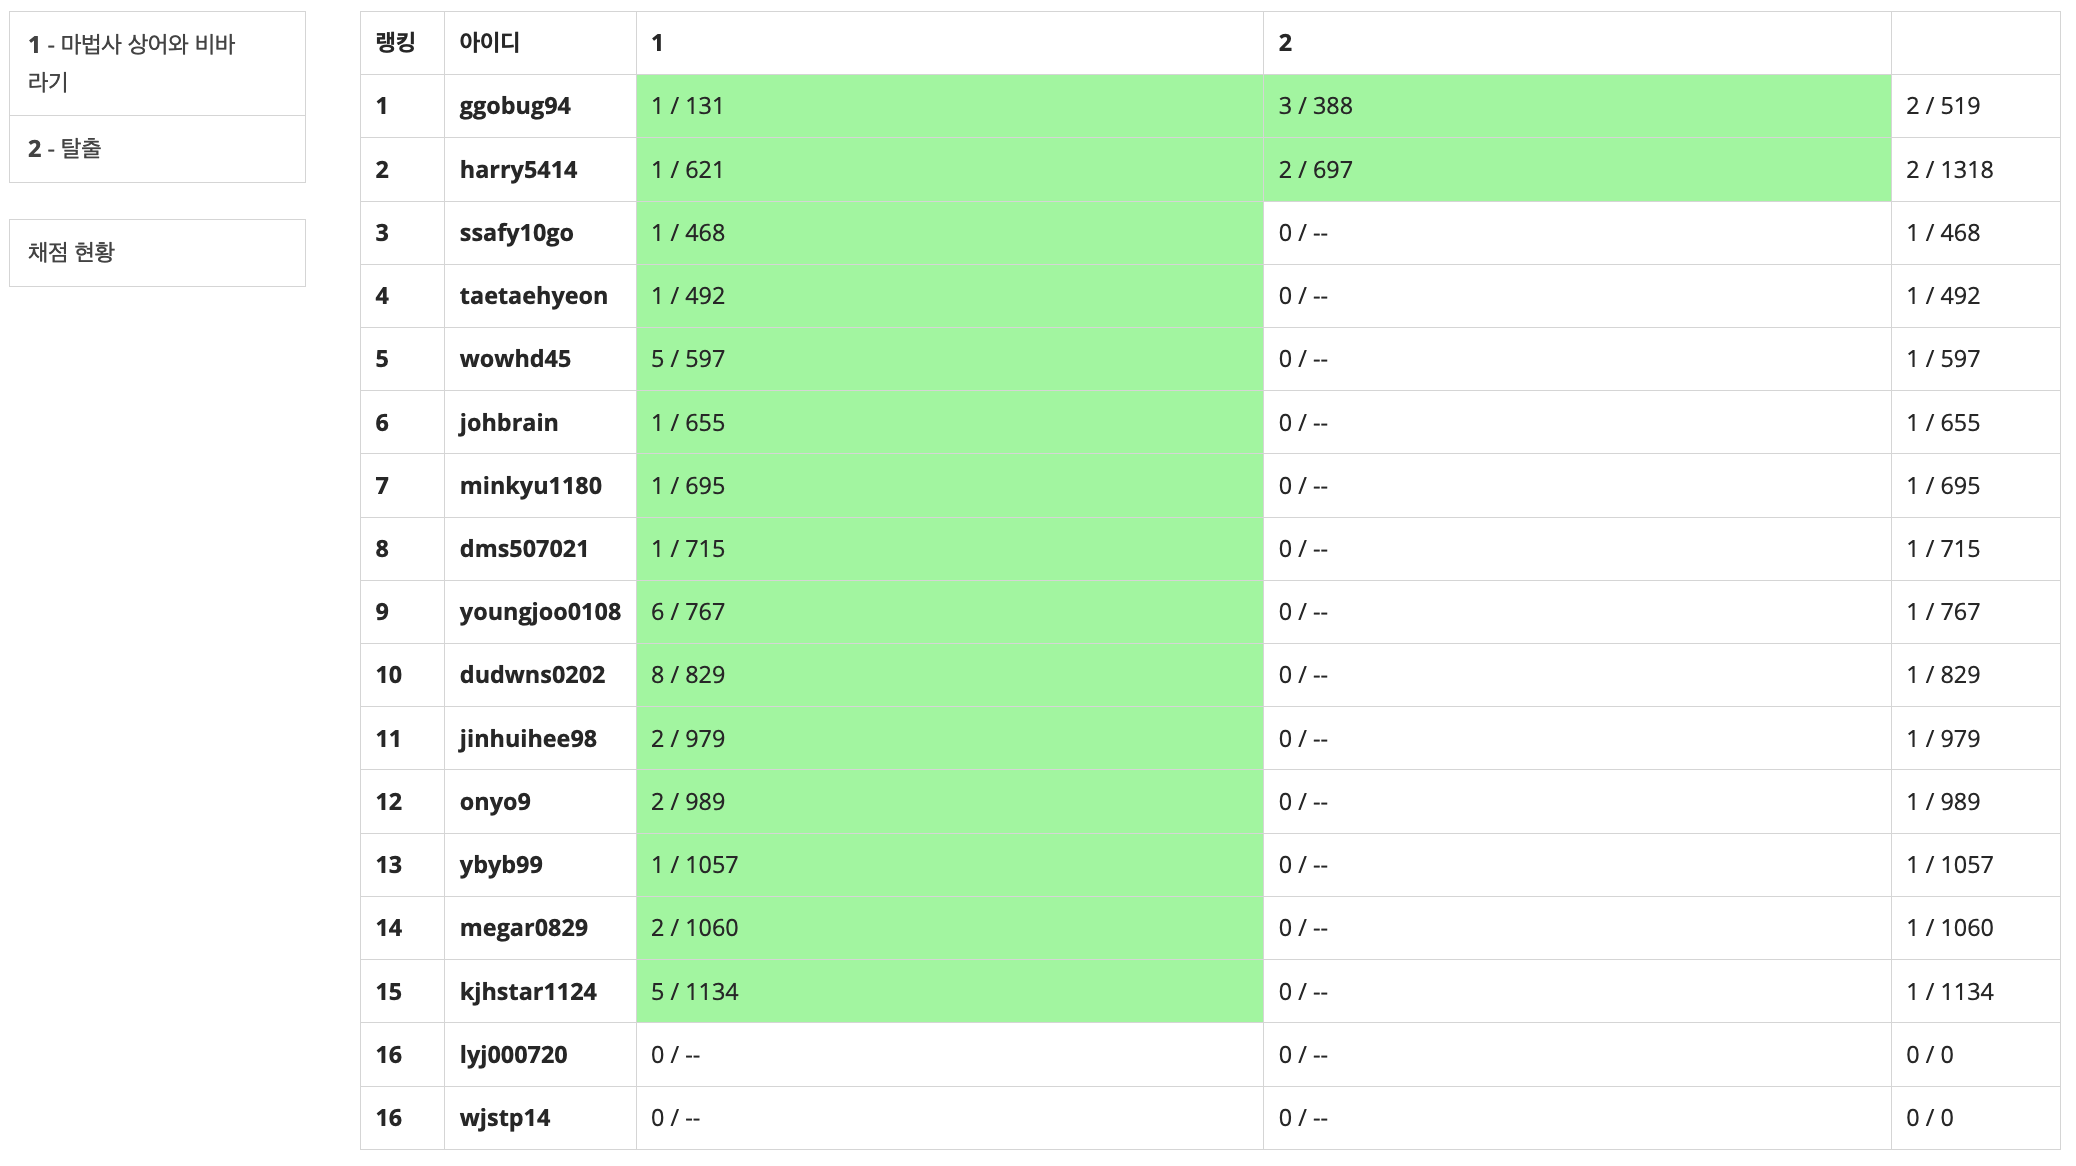 1 - 마법사 상어와 비바
라기
2 - 탈출
채점 현황
랭킹 아이디 1 2
1 ggobug94 1 / 131 3 / 388 2 / 519
2 harry5414 1 / 621 2 / 697 2 / 1318
3 ssafy10go 1 / 468 0 / -- 1 / 468
4 taetaehyeon 1 / 492 0 / -- 1 / 492
5 wowhd45 5 / 597 0 / -- 1 / 597
6 johbrain 1 / 655 0 / -- 1 / 655
7 minkyu1180 1 / 695 0 / -- 1 / 695
8 dms507021 1 / 715 0 / -- 1 / 715
9 youngjoo0108 6 / 767 0 / -- 1 / 767
10 dudwns0202 8 / 829 0 / -- 1 / 829
11 jinhuihee98 2 / 979 0 / -- 1 / 979
12 onyo9 2 / 989 0 / -- 1 / 989
13 ybyb99 1 / 1057 0 / -- 1 / 1057
14 megar0829 2 / 1060 0 / -- 1 / 1060
15 kjhstar1124 5 / 1134 0 / -- 1 / 1134
16 lyj000720 0 / -- 0 / -- 0 / 0
16 wjstp14 0 / -- 0 / -- 0 / 0